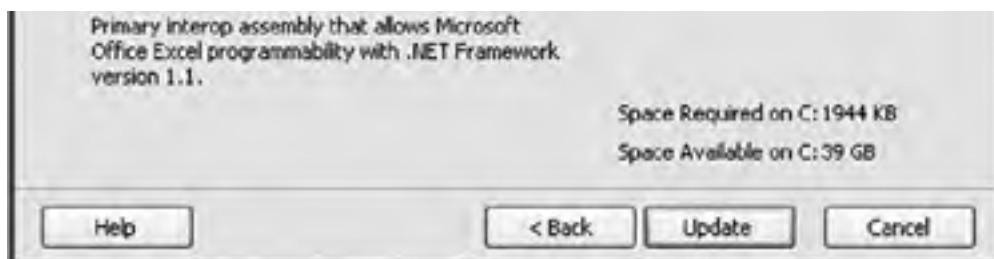 Primary interop assembly that allows Microsoft
Office Excel programmability with .NET Framework
version 1.1.
Space Required on C: 1944 KB
Space Available on C: 39 GB
Help
< Back
Update
Cancel